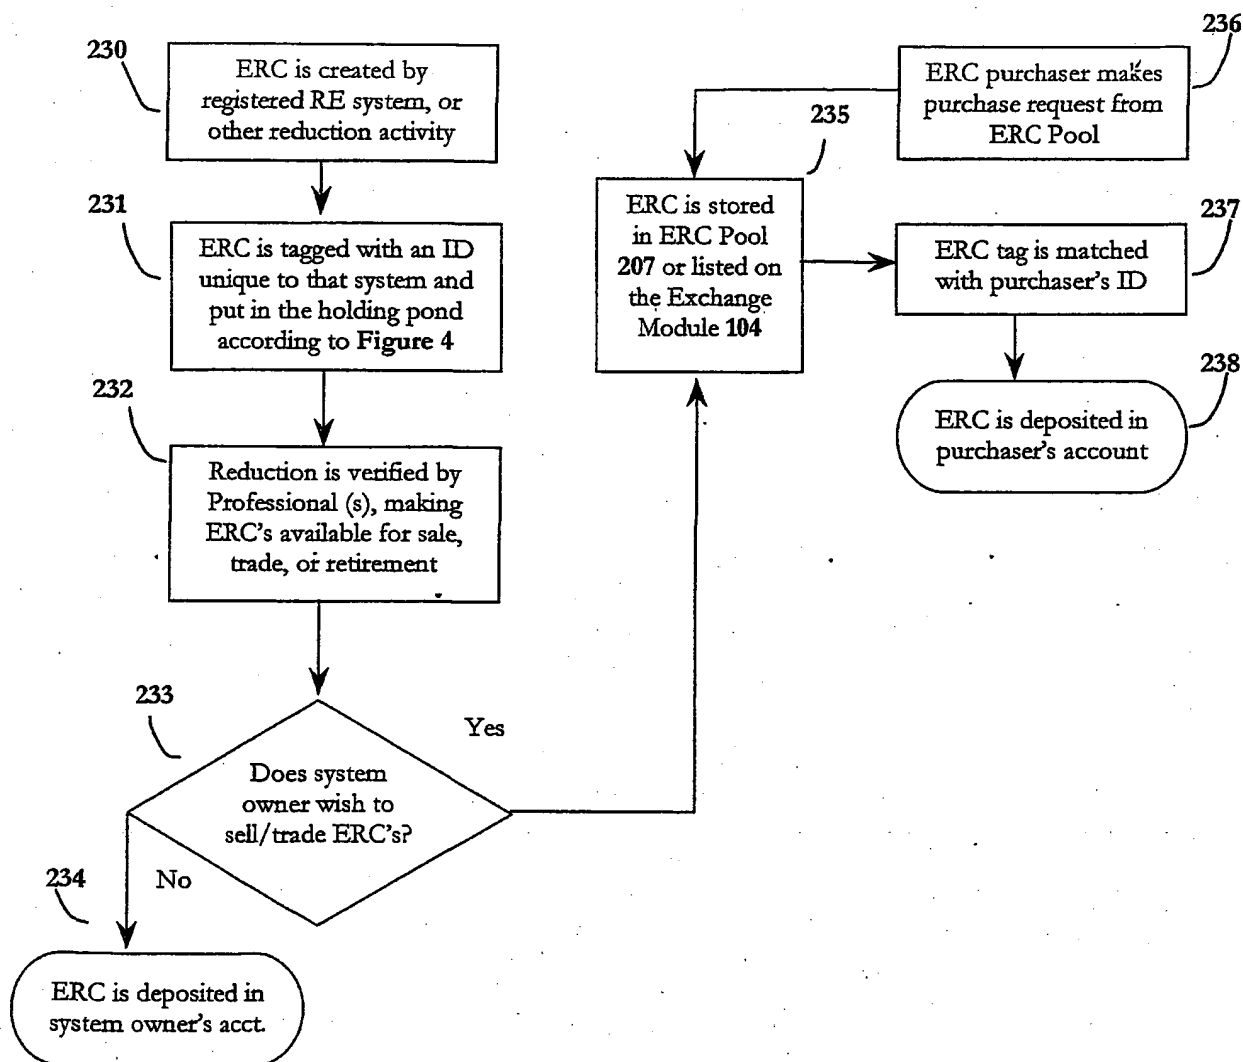 230
ERC is created by
registered RE system, or
other reduction activity
231
ERC is tagged with an ID
unique to that system and
put in the holding pond
according to Figure 4
232
Reduction is verified by
Professional (s), making
ERC's available for sale,
trade, or retirement
233
Does system
owner wish to
sell/trade ERC's?
Yes
No
234
ERC is deposited in
system owner's acct.
235
ERC is stored
in ERC Pool
207 or listed on
the Exchange
Module 104
236
ERC purchaser makes
purchase request from
ERC Pool
237
ERC tag is matched
with purchaser's ID
238
ERC is deposited in
purchaser's account